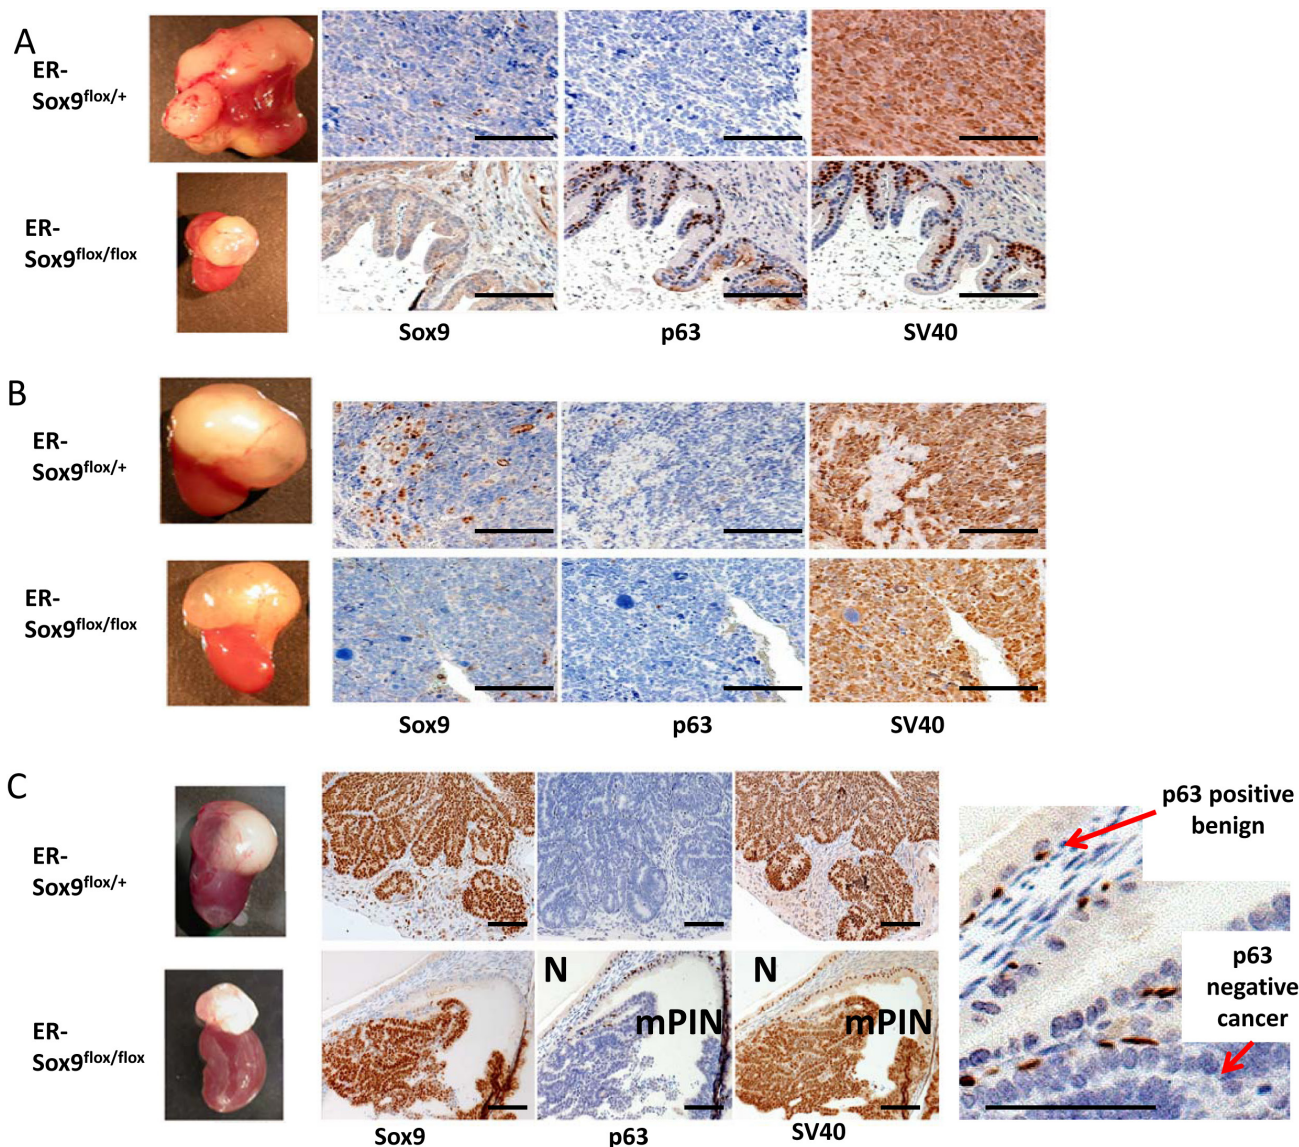 A
ER-
Sox9flox/+
ER-
Sox9flox/flox
Sox9
p63
SV40
B
ER-
Sox9flox/+
ER-
Sox9flox/flox
Sox9
p63
SV40
C
ER-
Sox9flox/+
p63 positive
benign
ER-
Sox9flox/flox
N
mPIN
N
mPIN
p63
negative
cancer
Sox9
p63
SV40